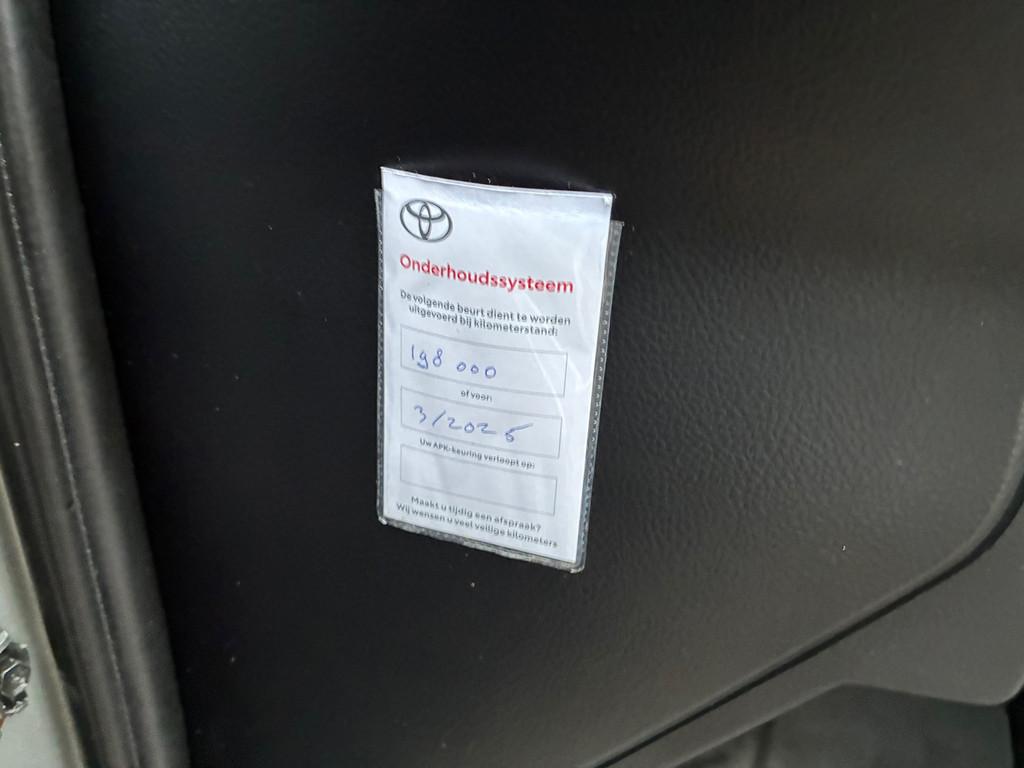 Onderhoudssysteem
De volgende beurt dient te worden
uitgevoerd bij kilometerstand:
198 000
of voor:
3/2025
Uw APK-keuring verloopt op:
Maakt u tijdig een afspraak?
Wij wensen u veel veilige kilometers